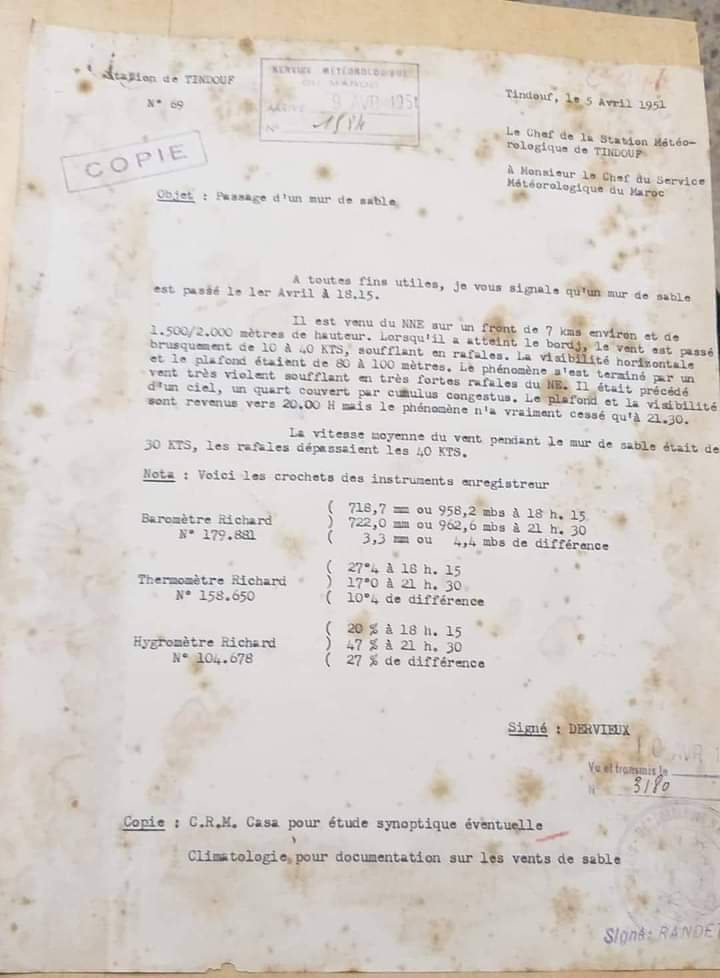 Station de TINDOUF
N° 69
SERVICE METEOROLOGIQUE
DU MAROC
ARRIVÉ 9 AVR 1951
N°
COPIE
Tindouf, le 5 Avril 1951
Le Chef de la Station Météo-
rologique de TINDOUF
à Monsieur le Chef du Service
Météorologique du Maroc
Objet : Passage d'un mur de sable
A toutes fins utiles, je vous signale qu'un mur de sable
est passé le 1er Avril à 18.15.
Il est venu du NNE sur un front de 7 kms environ et de
1.500/2.000 mètres de hauteur. Lorsqu'il a atteint le bordj, le vent est passé
brusquement de 10 à 40 KTS, soufflant en rafales. La visibilité horizontale
et le plafond étaient de 80 à 100 mètres. Le phénomène s'est terminé par un
vent très violent soufflant en très fortes rafales du NE. Il était précédé
d'un ciel, un quart couvert par cumulus congestus. Le plafond et la visibilité
sont revenus vers 20.00 H mais le phénomène n'a vraiment cessé qu'à 21.30.
La vitesse moyenne du vent pendant le mur de sable était de
30 KTS, les rafales dépassaient les 40 KTS.
Nota : Voici les crochets des instruments enregistreur
( 718,7 mm ou 958,2 mbs à 18 h. 15
Baromètre Richard ) 722,0 mm ou 962,6 mbs à 21 h. 30
N° 179.881 ( 3,3 mm ou 4,4 mbs de différence
( 27°4 à 18 h. 15
Thermomètre Richard ) 17°0 à 21 h. 30
N° 158.650 ( 10°4 de différence
( 20 % à 18 h. 15
Hygromètre Richard ) 47 % à 21 h. 30
N° 104.678 ( 27 % de différence
Signé : DERVIEUX
10 AVR 1
Vu et transmis le
N° 3180
Copie : C.R.M. Casa pour étude synoptique éventuelle
Climatologie pour documentation sur les vents de sable
Signé: RANDET